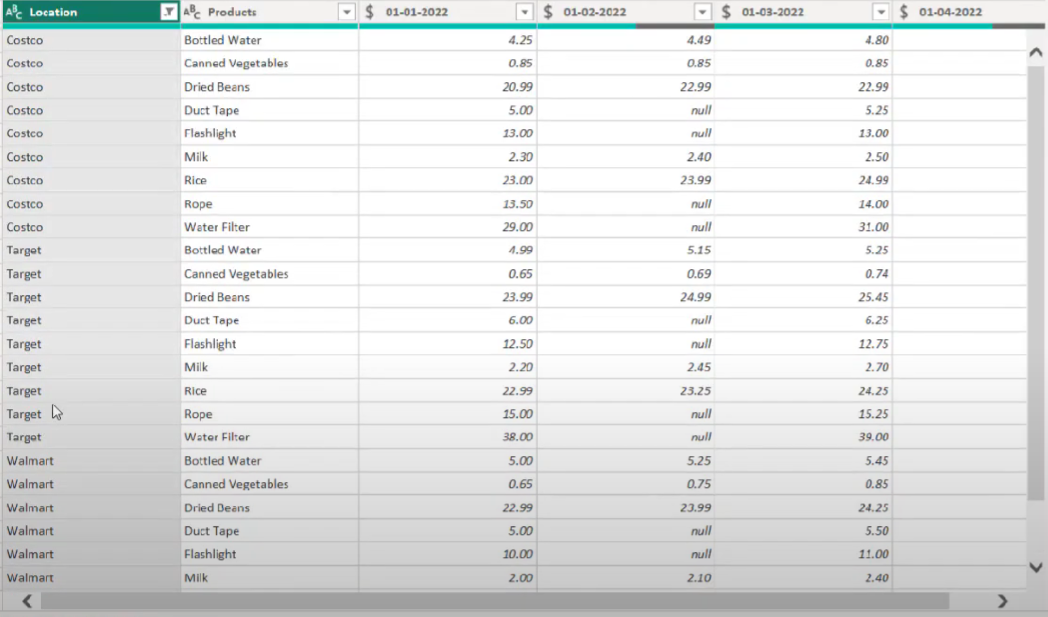 ABC Location ABC Products $ 01-01-2022 $ 01-02-2022 $ 01-03-2022 $ 01-04-2022
Costco Bottled Water 4.25 4.49 4.80
Costco Canned Vegetables 0.85 0.85 0.85
Costco Dried Beans 20.99 22.99 22.99
Costco Duct Tape 5.00 null 5.25
Costco Flashlight 13.00 null 13.00
Costco Milk 2.30 2.40 2.50
Costco Rice 23.00 23.99 24.99
Costco Rope 13.50 null 14.00
Costco Water Filter 29.00 null 31.00
Target Bottled Water 4.99 5.15 5.25
Target Canned Vegetables 0.65 0.69 0.74
Target Dried Beans 23.99 24.99 25.45
Target Duct Tape 6.00 null 6.25
Target Flashlight 12.50 null 12.75
Target Milk 2.20 2.45 2.70
Target Rice 22.99 23.25 24.25
Target Rope 15.00 null 15.25
Target Water Filter 38.00 null 39.00
Walmart Bottled Water 5.00 5.25 5.45
Walmart Canned Vegetables 0.65 0.75 0.85
Walmart Dried Beans 22.99 23.99 24.25
Walmart Duct Tape 5.00 null 5.50
Walmart Flashlight 10.00 null 11.00
Walmart Milk 2.00 2.10 2.40